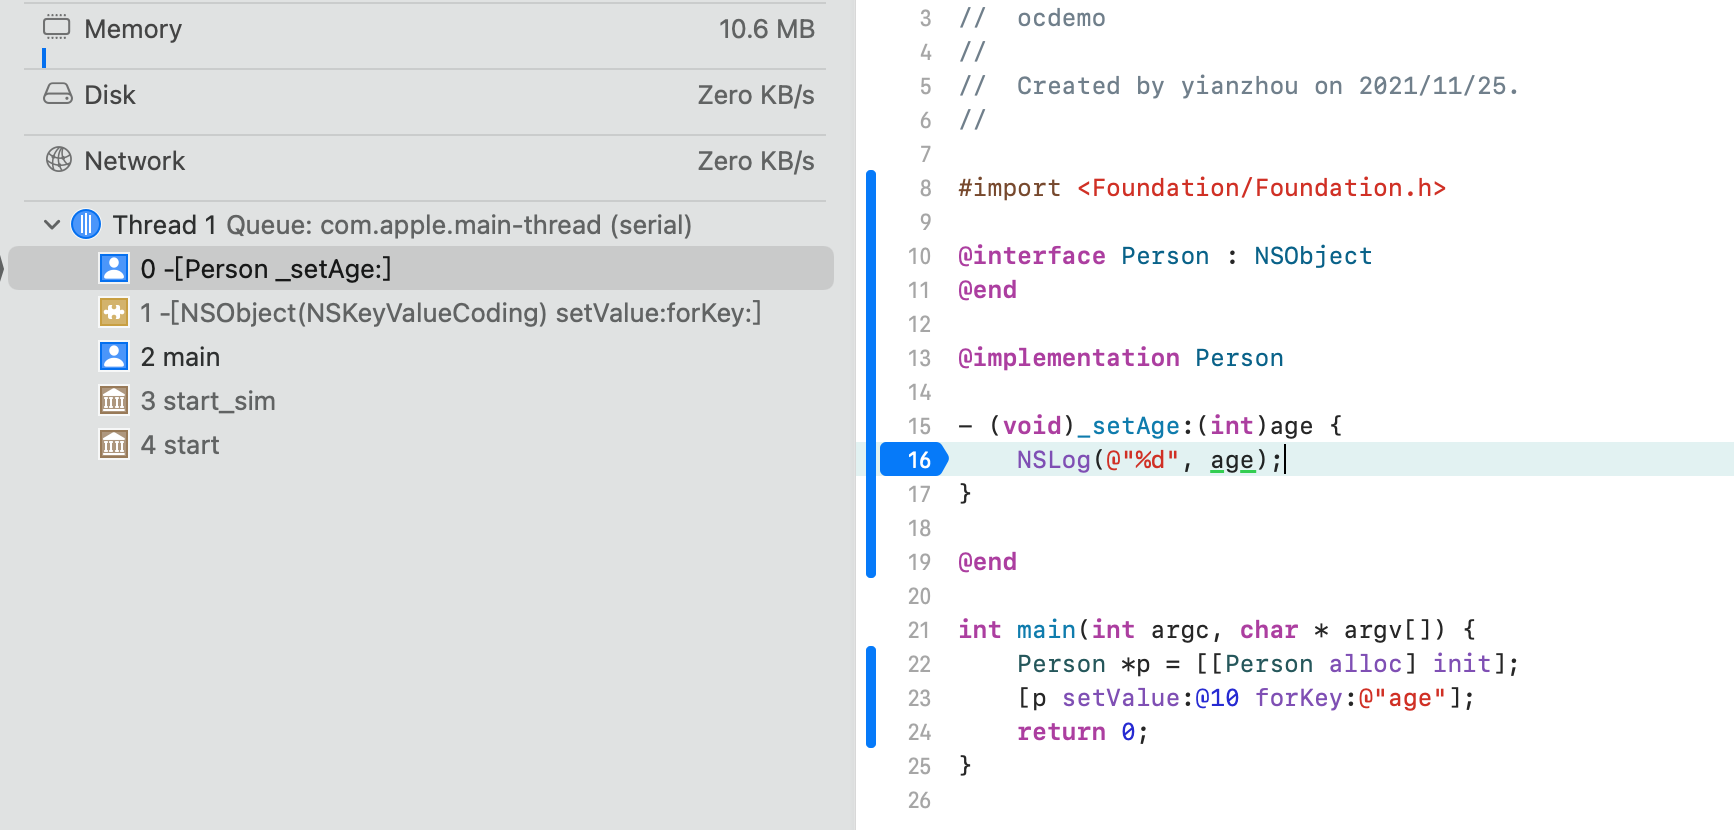 Memory 10.6 MB
Disk Zero KB/s
Network Zero KB/s
Thread 1 Queue: com.apple.main-thread (serial)
0 -[Person _setAge:]
1 -[NSObject(NSKeyValueCoding) setValue:forKey:]
2 main
3 start_sim
4 start
3 //  ocdemo
4 //
5 //  Created by yianzhou on 2021/11/25.
6 //
7
8 #import <Foundation/Foundation.h>
9
10 @interface Person : NSObject
11 @end
12
13 @implementation Person
14
15 - (void)_setAge:(int)age {
16     NSLog(@"%d", age);
17 }
18
19 @end
20
21 int main(int argc, char * argv[]) {
22     Person *p = [[Person alloc] init];
23     [p setValue:@10 forKey:@"age"];
24     return 0;
25 }
26